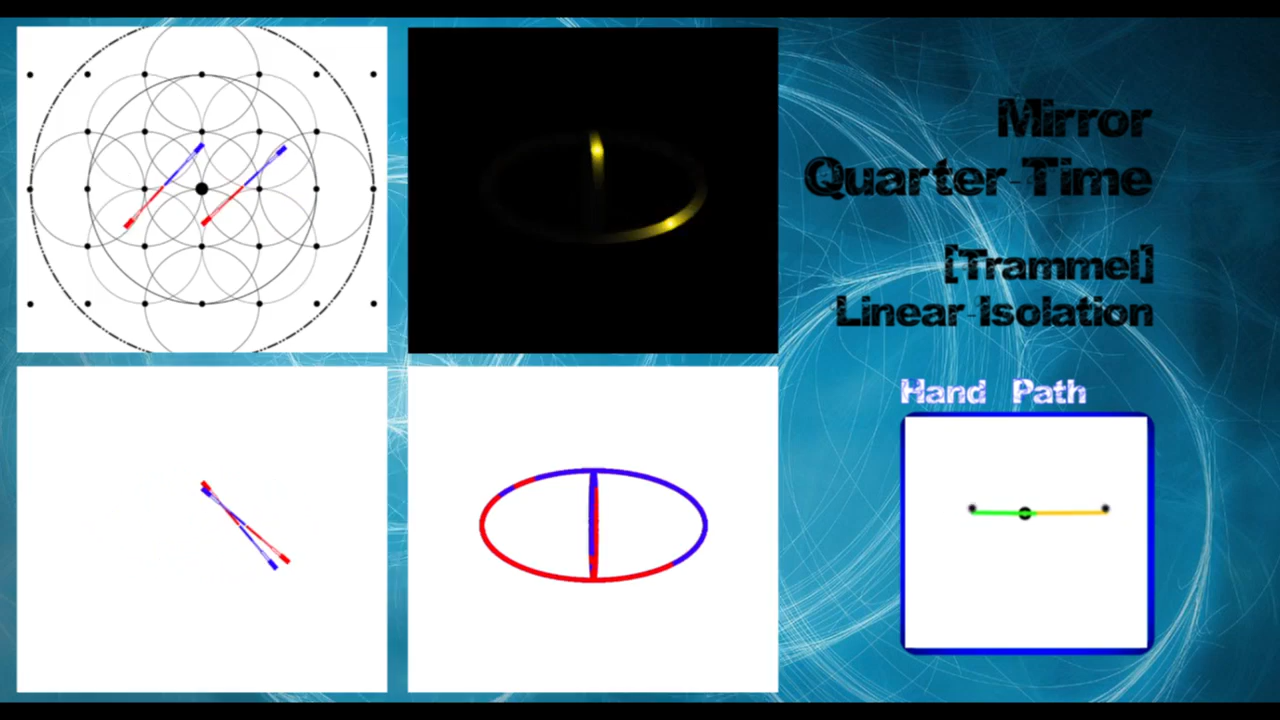 Mirror
Quarter-Time
[Trammel]
Linear-Isolation
Hand Path